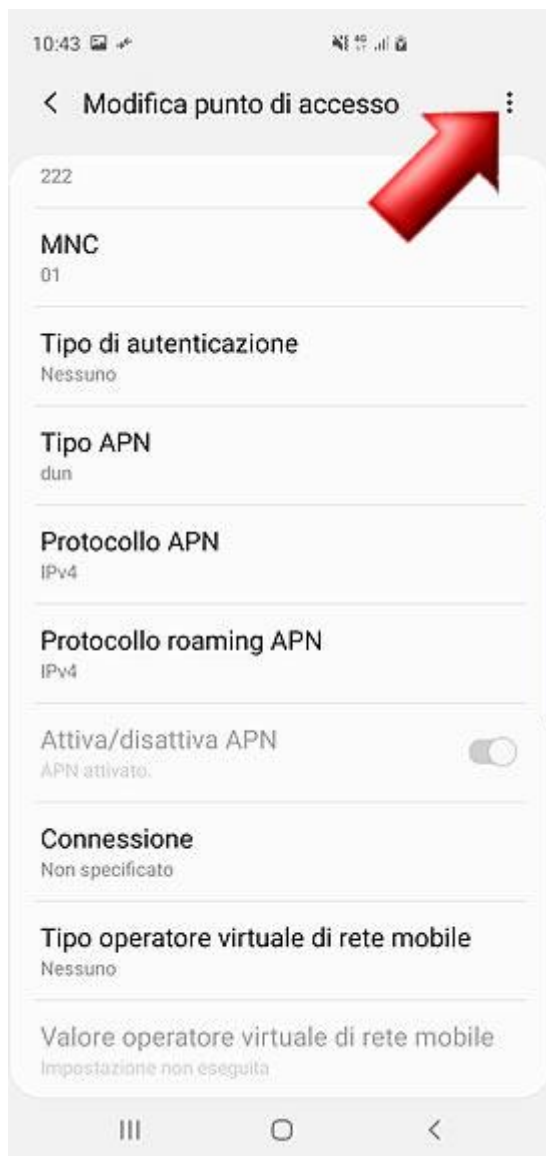 10:43
Modifica punto di accesso
222
MNC
01
Tipo di autenticazione
Nessuno
Tipo APN
dun
Protocollo APN
IPv4
Protocollo roaming APN
IPv4
Attiva/disattiva APN
APN attivato.
Connessione
Non specificato
Tipo operatore virtuale di rete mobile
Nessuno
Valore operatore virtuale di rete mobile
Impostazione non eseguita